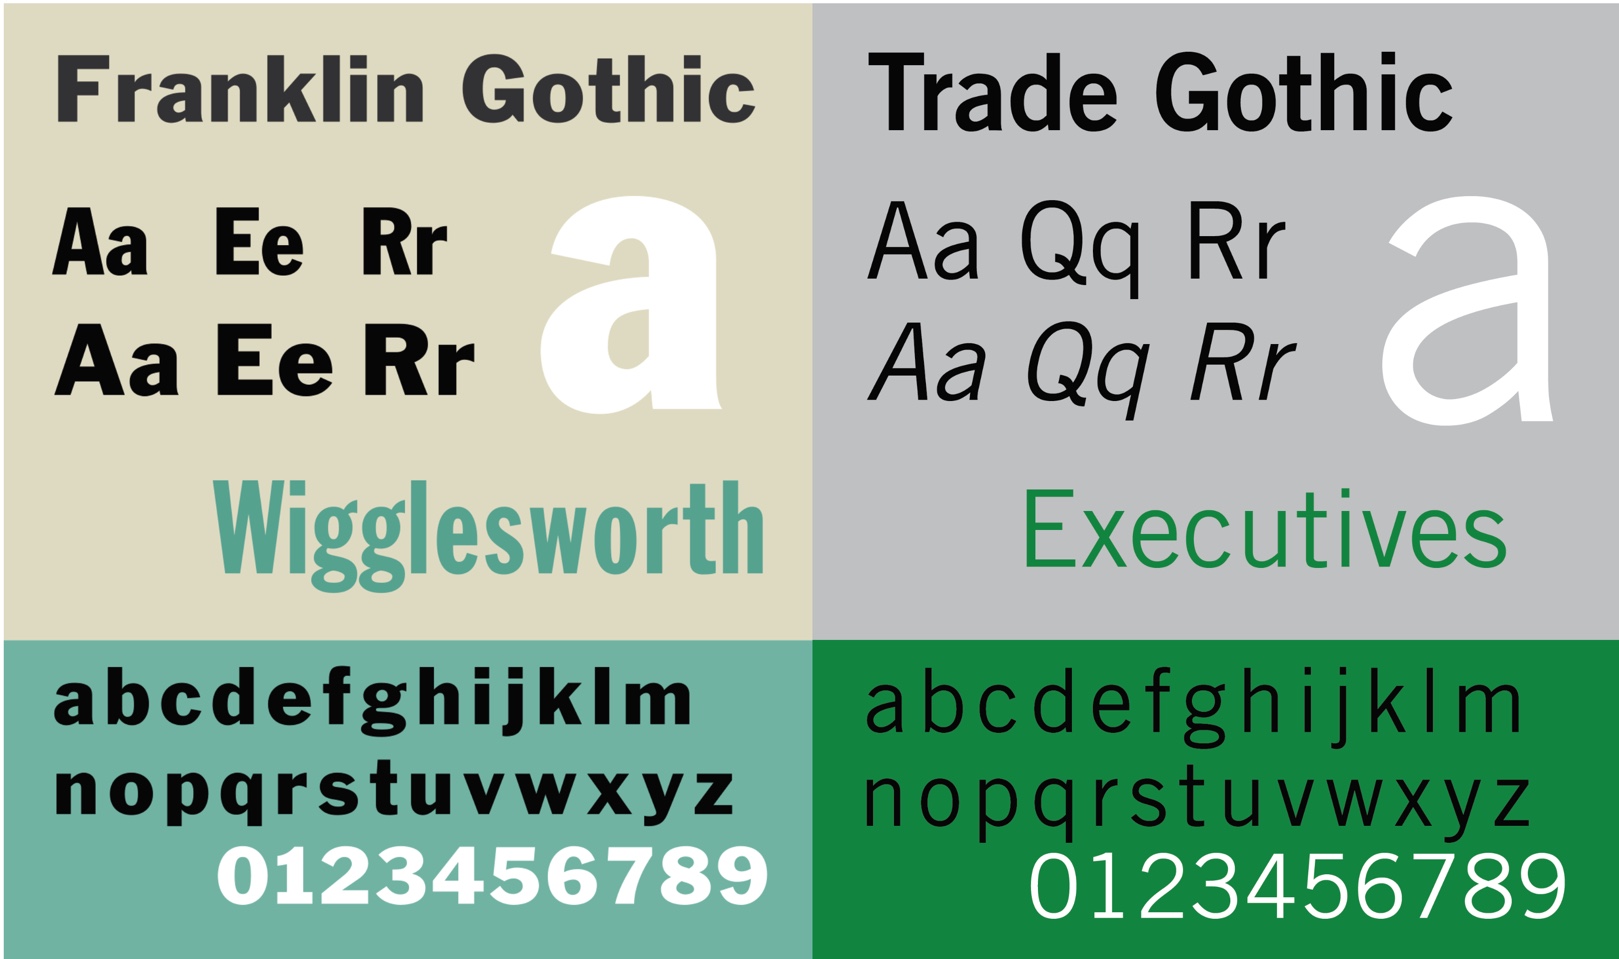 Franklin Gothic
Aa Ee Rr
Aa Ee Rr
a
Wigglesworth
abcdefghijklm
nopqrstuvwxyz
0123456789
Trade Gothic
Aa Qq Rr
Aa Qq Rr
a
Executives
abcdefghijklm
nopqrstuvwxyz
0123456789